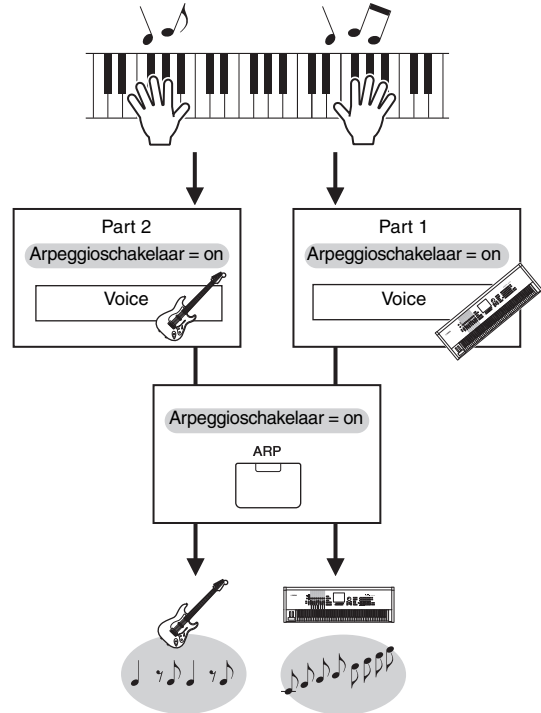 Part 2
Arpeggioschakelaar = on
Voice
Part 1
Arpeggioschakelaar = on
Voice
Arpeggioschakelaar = on
ARP